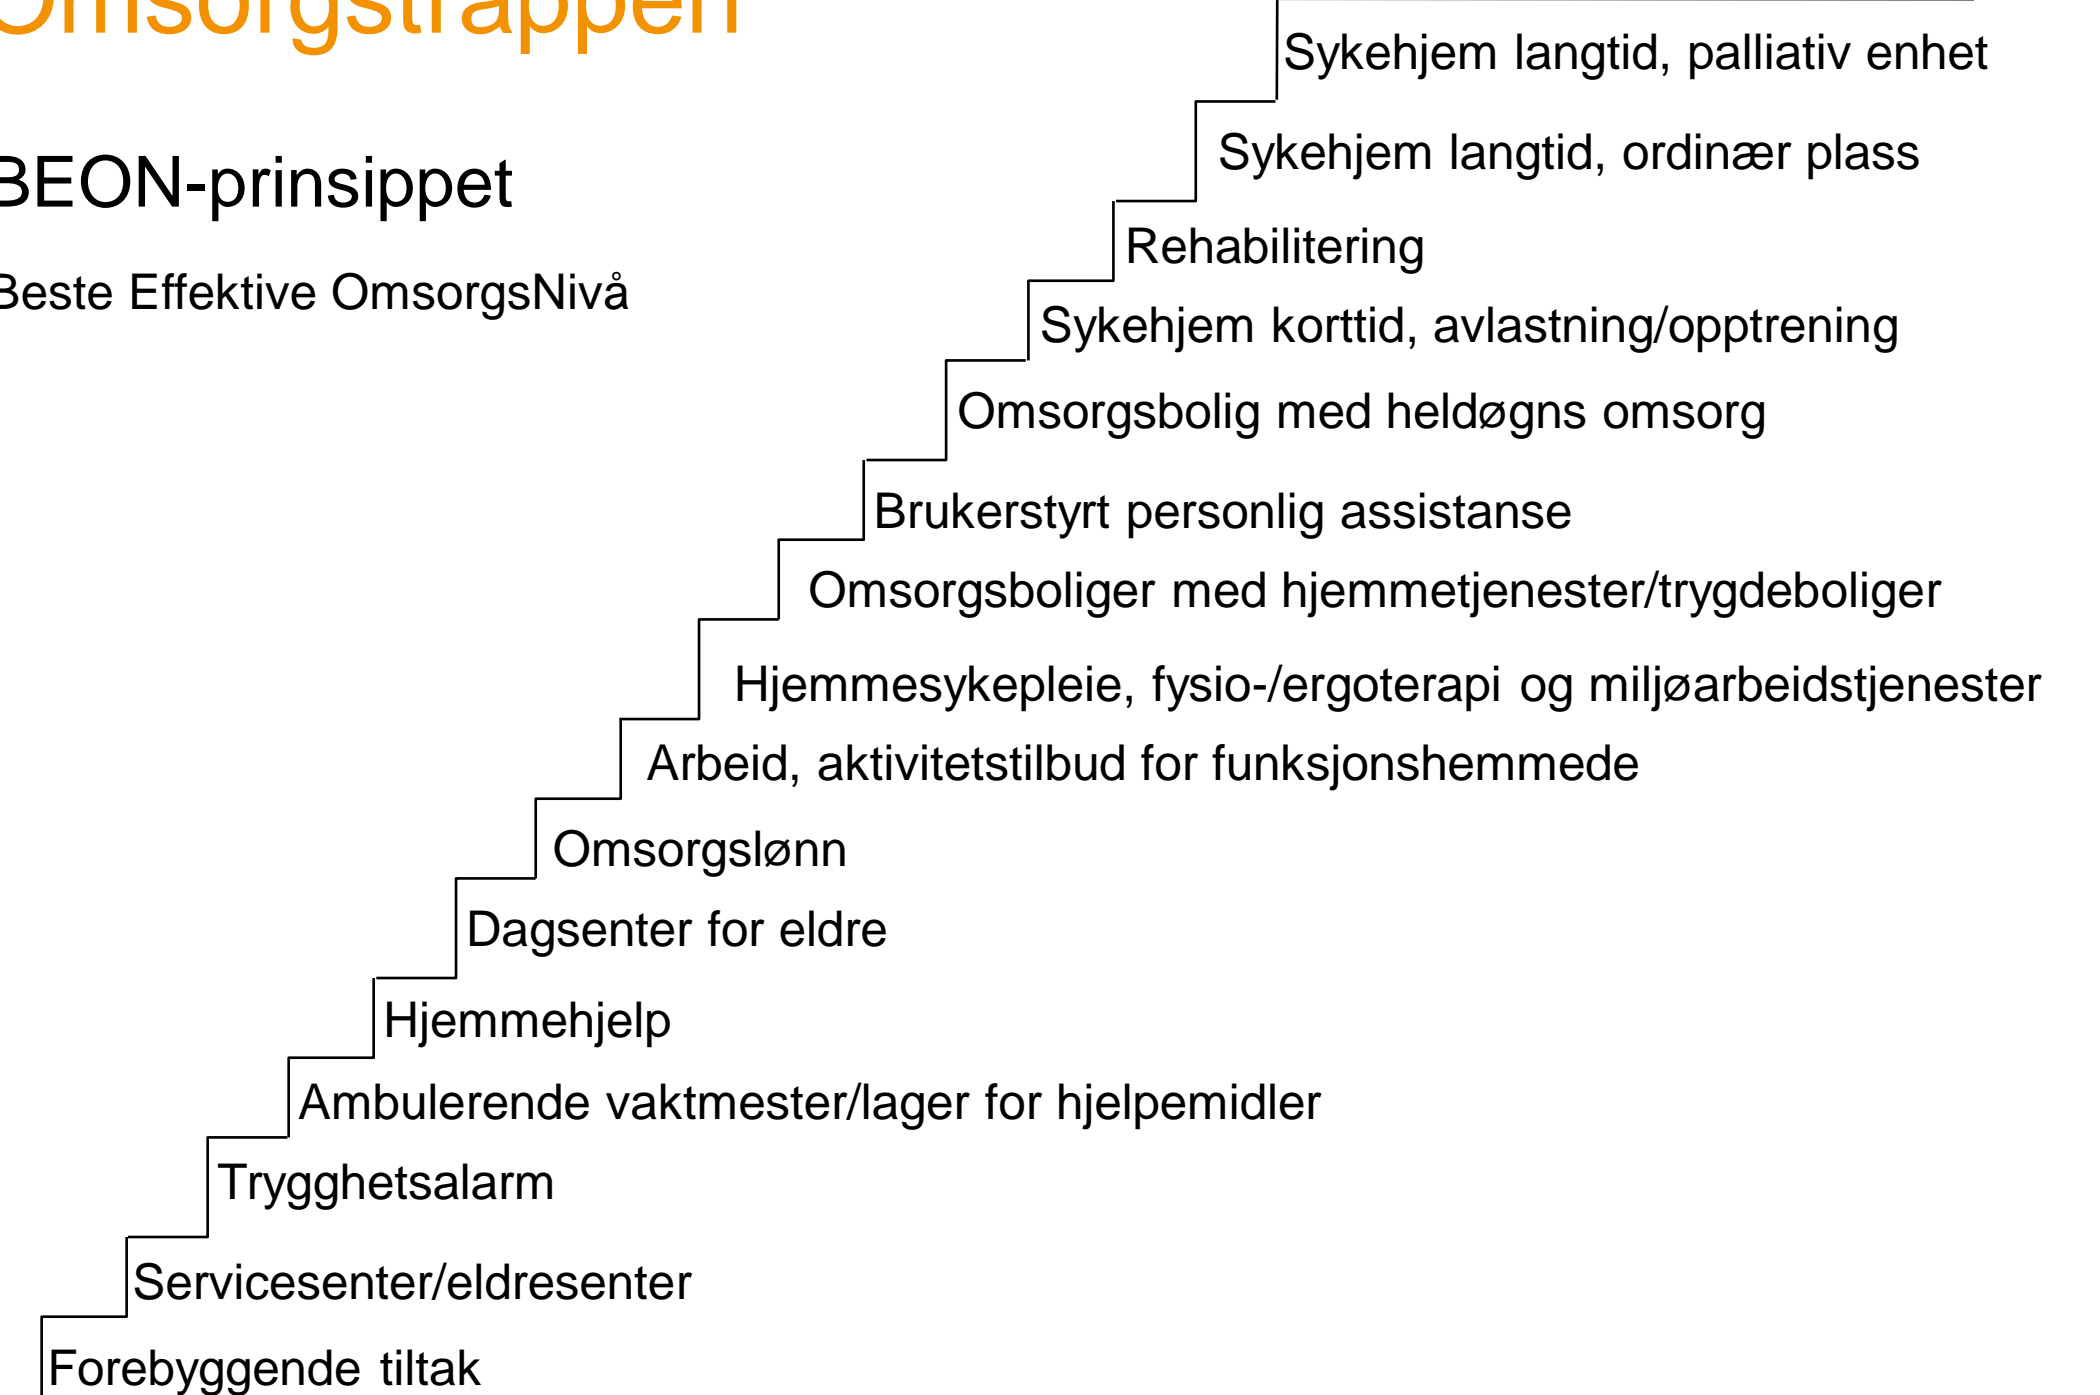 Omsorgstrappen
BEON-prinsippet
Beste Effektive OmsorgsNivå
Sykehjem langtid, palliativ enhet
Sykehjem langtid, ordinær plass
Rehabilitering
Sykehjem korttid, avlastning/opptrening
Omsorgsbolig med heldøgns omsorg
Brukerstyrt personlig assistanse
Omsorgsboliger med hjemmetjenester/trygdeboliger
Hjemmesykepleie, fysio-/ergoterapi og miljøarbeidstjenester
Arbeid, aktivitetstilbud for funksjonshemmede
Omsorgslønn
Dagsenter for eldre
Hjemmehjelp
Ambulerende vaktmester/lager for hjelpemidler
Trygghetsalarm
Servicesenter/eldresenter
Forebyggende tiltak